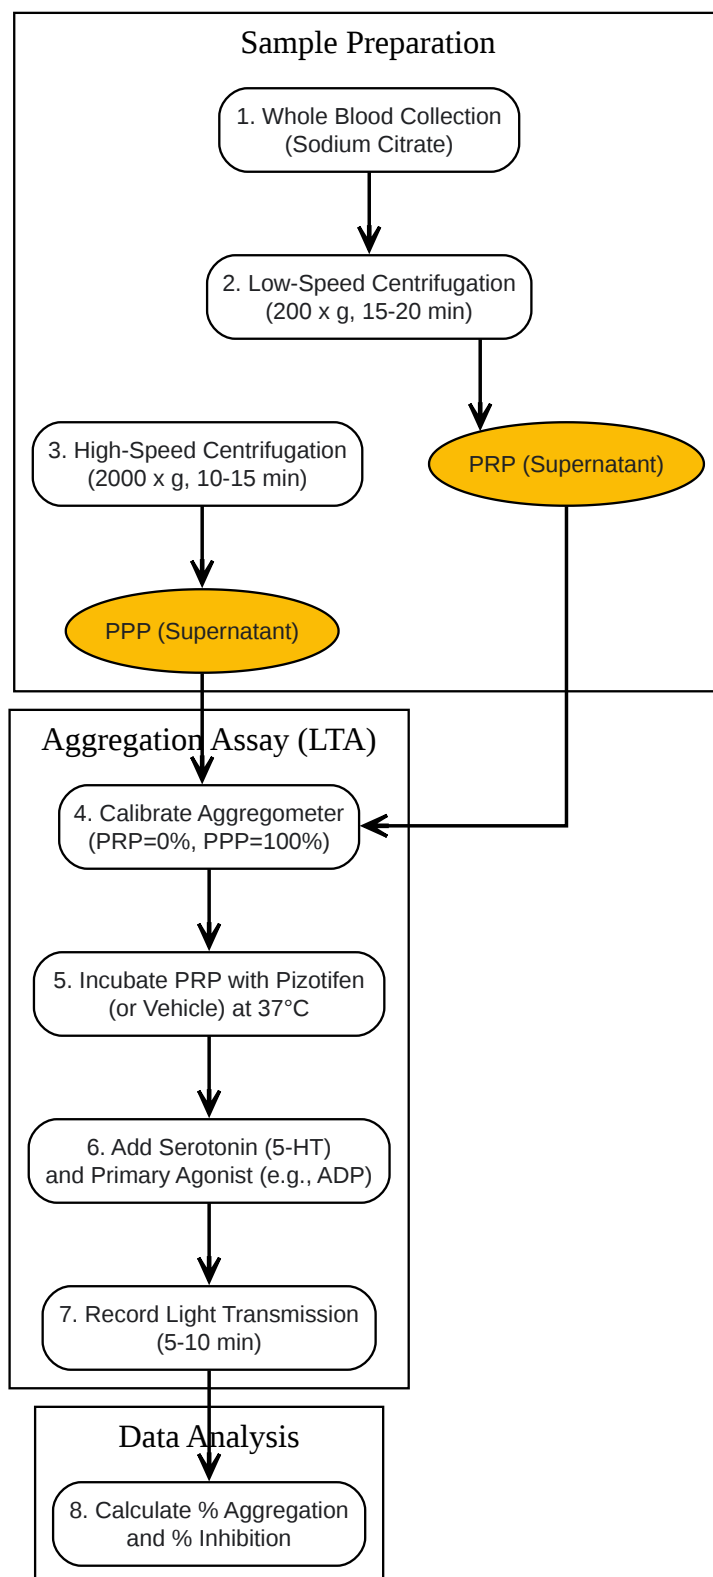 Sample Preparation
1. Whole Blood Collection
(Sodium Citrate)
2. Low-Speed Centrifugation
(200 x g, 15-20 min)
3. High-Speed Centrifugation
(2000 x g, 10-15 min)
PRP (Supernatant)
PPP (Supernatant)
Aggregation Assay (LTA)
4. Calibrate Aggregometer
(PRP=0%, PPP=100%)
5. Incubate PRP with Pizotifen
(or Vehicle) at 37°C
6. Add Serotonin (5-HT)
and Primary Agonist (e.g., ADP)
7. Record Light Transmission
(5-10 min)
Data Analysis
8. Calculate % Aggregation
and % Inhibition